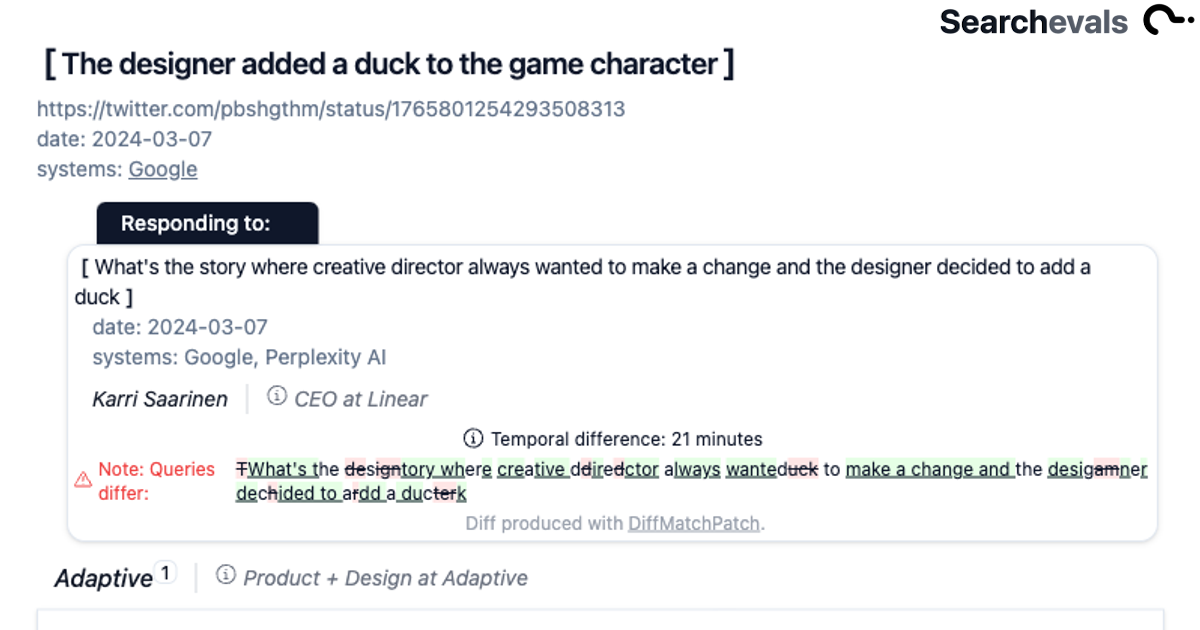 Searchevals
[ The designer added a duck to the game character ]
https://twitter.com/pbshgthm/status/1765801254293508313
date: 2024-03-07
systems: Google
Responding to:
[ What's the story where creative director always wanted to make a change and the designer decided to add a
duck ]
date: 2024-03-07
systems: Google, Perplexity AI
Karri Saarinen
CEO at Linear
Temporal difference: 21 minutes
Note: Queries differ:
TWhat's the designtory where creative ddiredctor always wanteduck to make a change and the desigamner
dechided to ardd a ducterk
Diff produced with DiffMatchPatch.
Adaptive 1
Product + Design at Adaptive